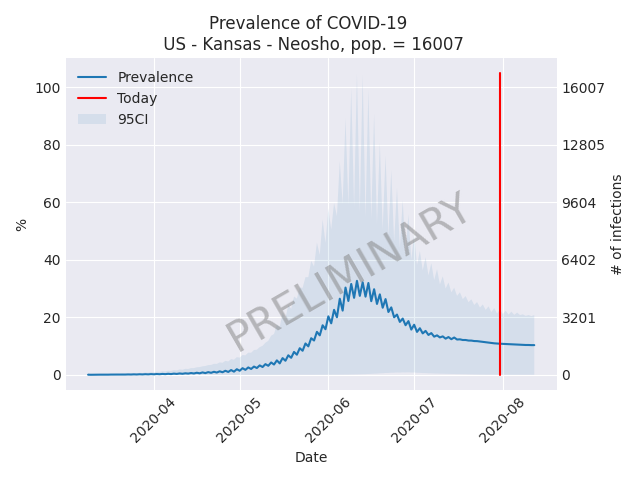 Prevalence of COVID-19
US - Kansas - Neosho, pop. = 16007
Prevalence
Today
95CI
100
80
60
40
20
0
%
16007
12805
9604
6402
3201
0
# of infections
PRELIMINARY
2020-04
2020-05
2020-06
2020-07
2020-08
Date